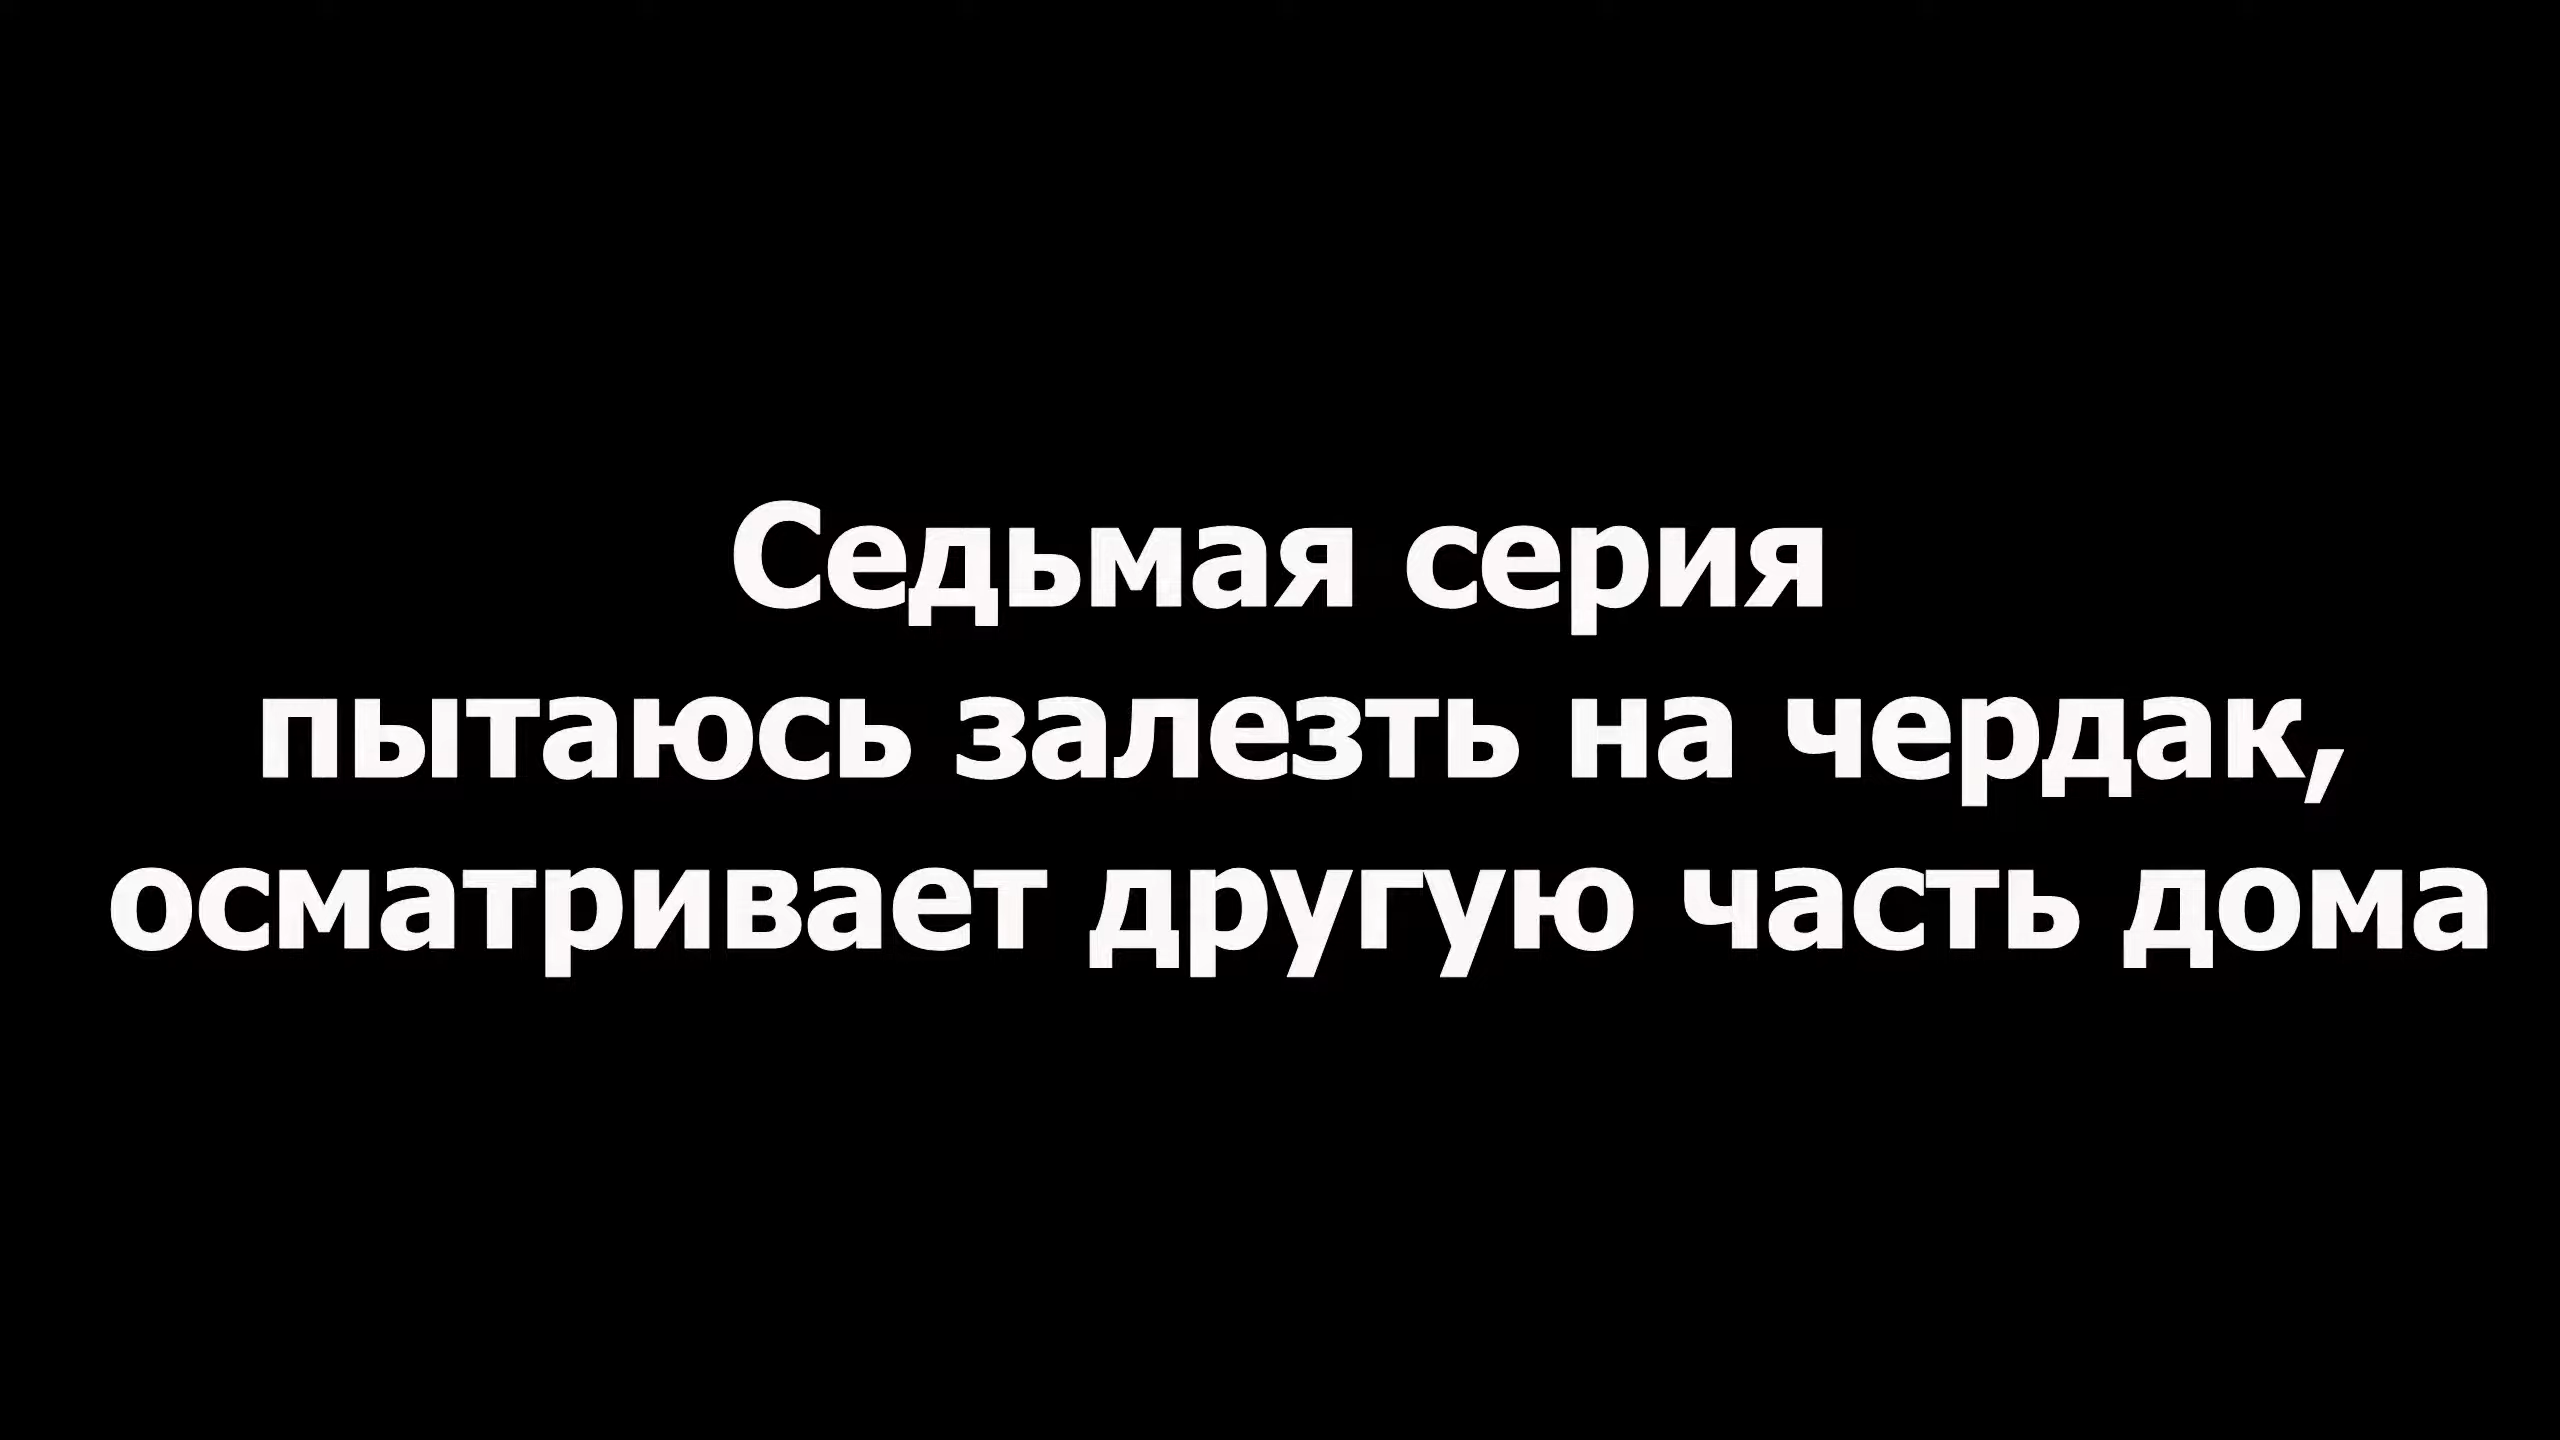 Седьмая серия
пытаюсь залезть на чердак,
осматривает другую часть дома